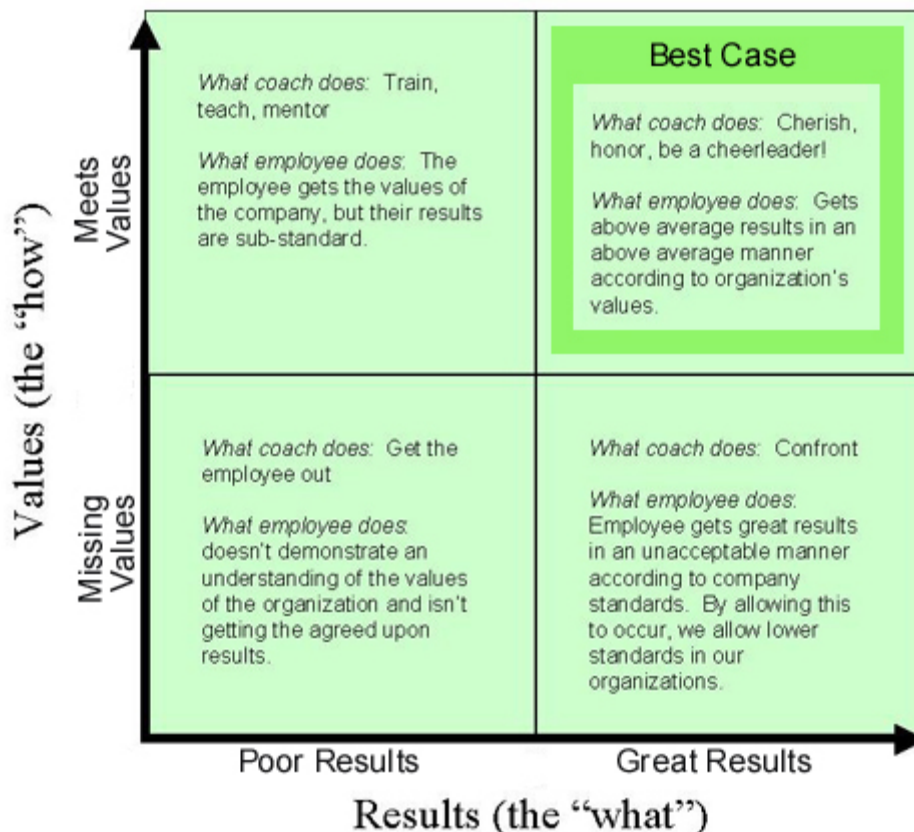 Values (the “how”)
Meets
Values
What coach does:  Train,
teach, mentor
What employee does:  The
employee gets the values of
the company, but their results
are sub-standard.
Best Case
What coach does:  Cherish,
honor, be a cheerleader!
What employee does:  Gets
above average results in an
above average manner
according to organization’s
values.
Missing
Values
What coach does:  Get the
employee out
What employee does:
doesn’t demonstrate an
understanding of the values
of the organization and isn’t
getting the agreed upon
results.
What coach does:  Confront
What employee does:
Employee gets great results
in an unacceptable manner
according to company
standards.  By allowing this
to occur, we allow lower
standards in our
organizations.
Poor Results
Great Results
Results (the “what”)